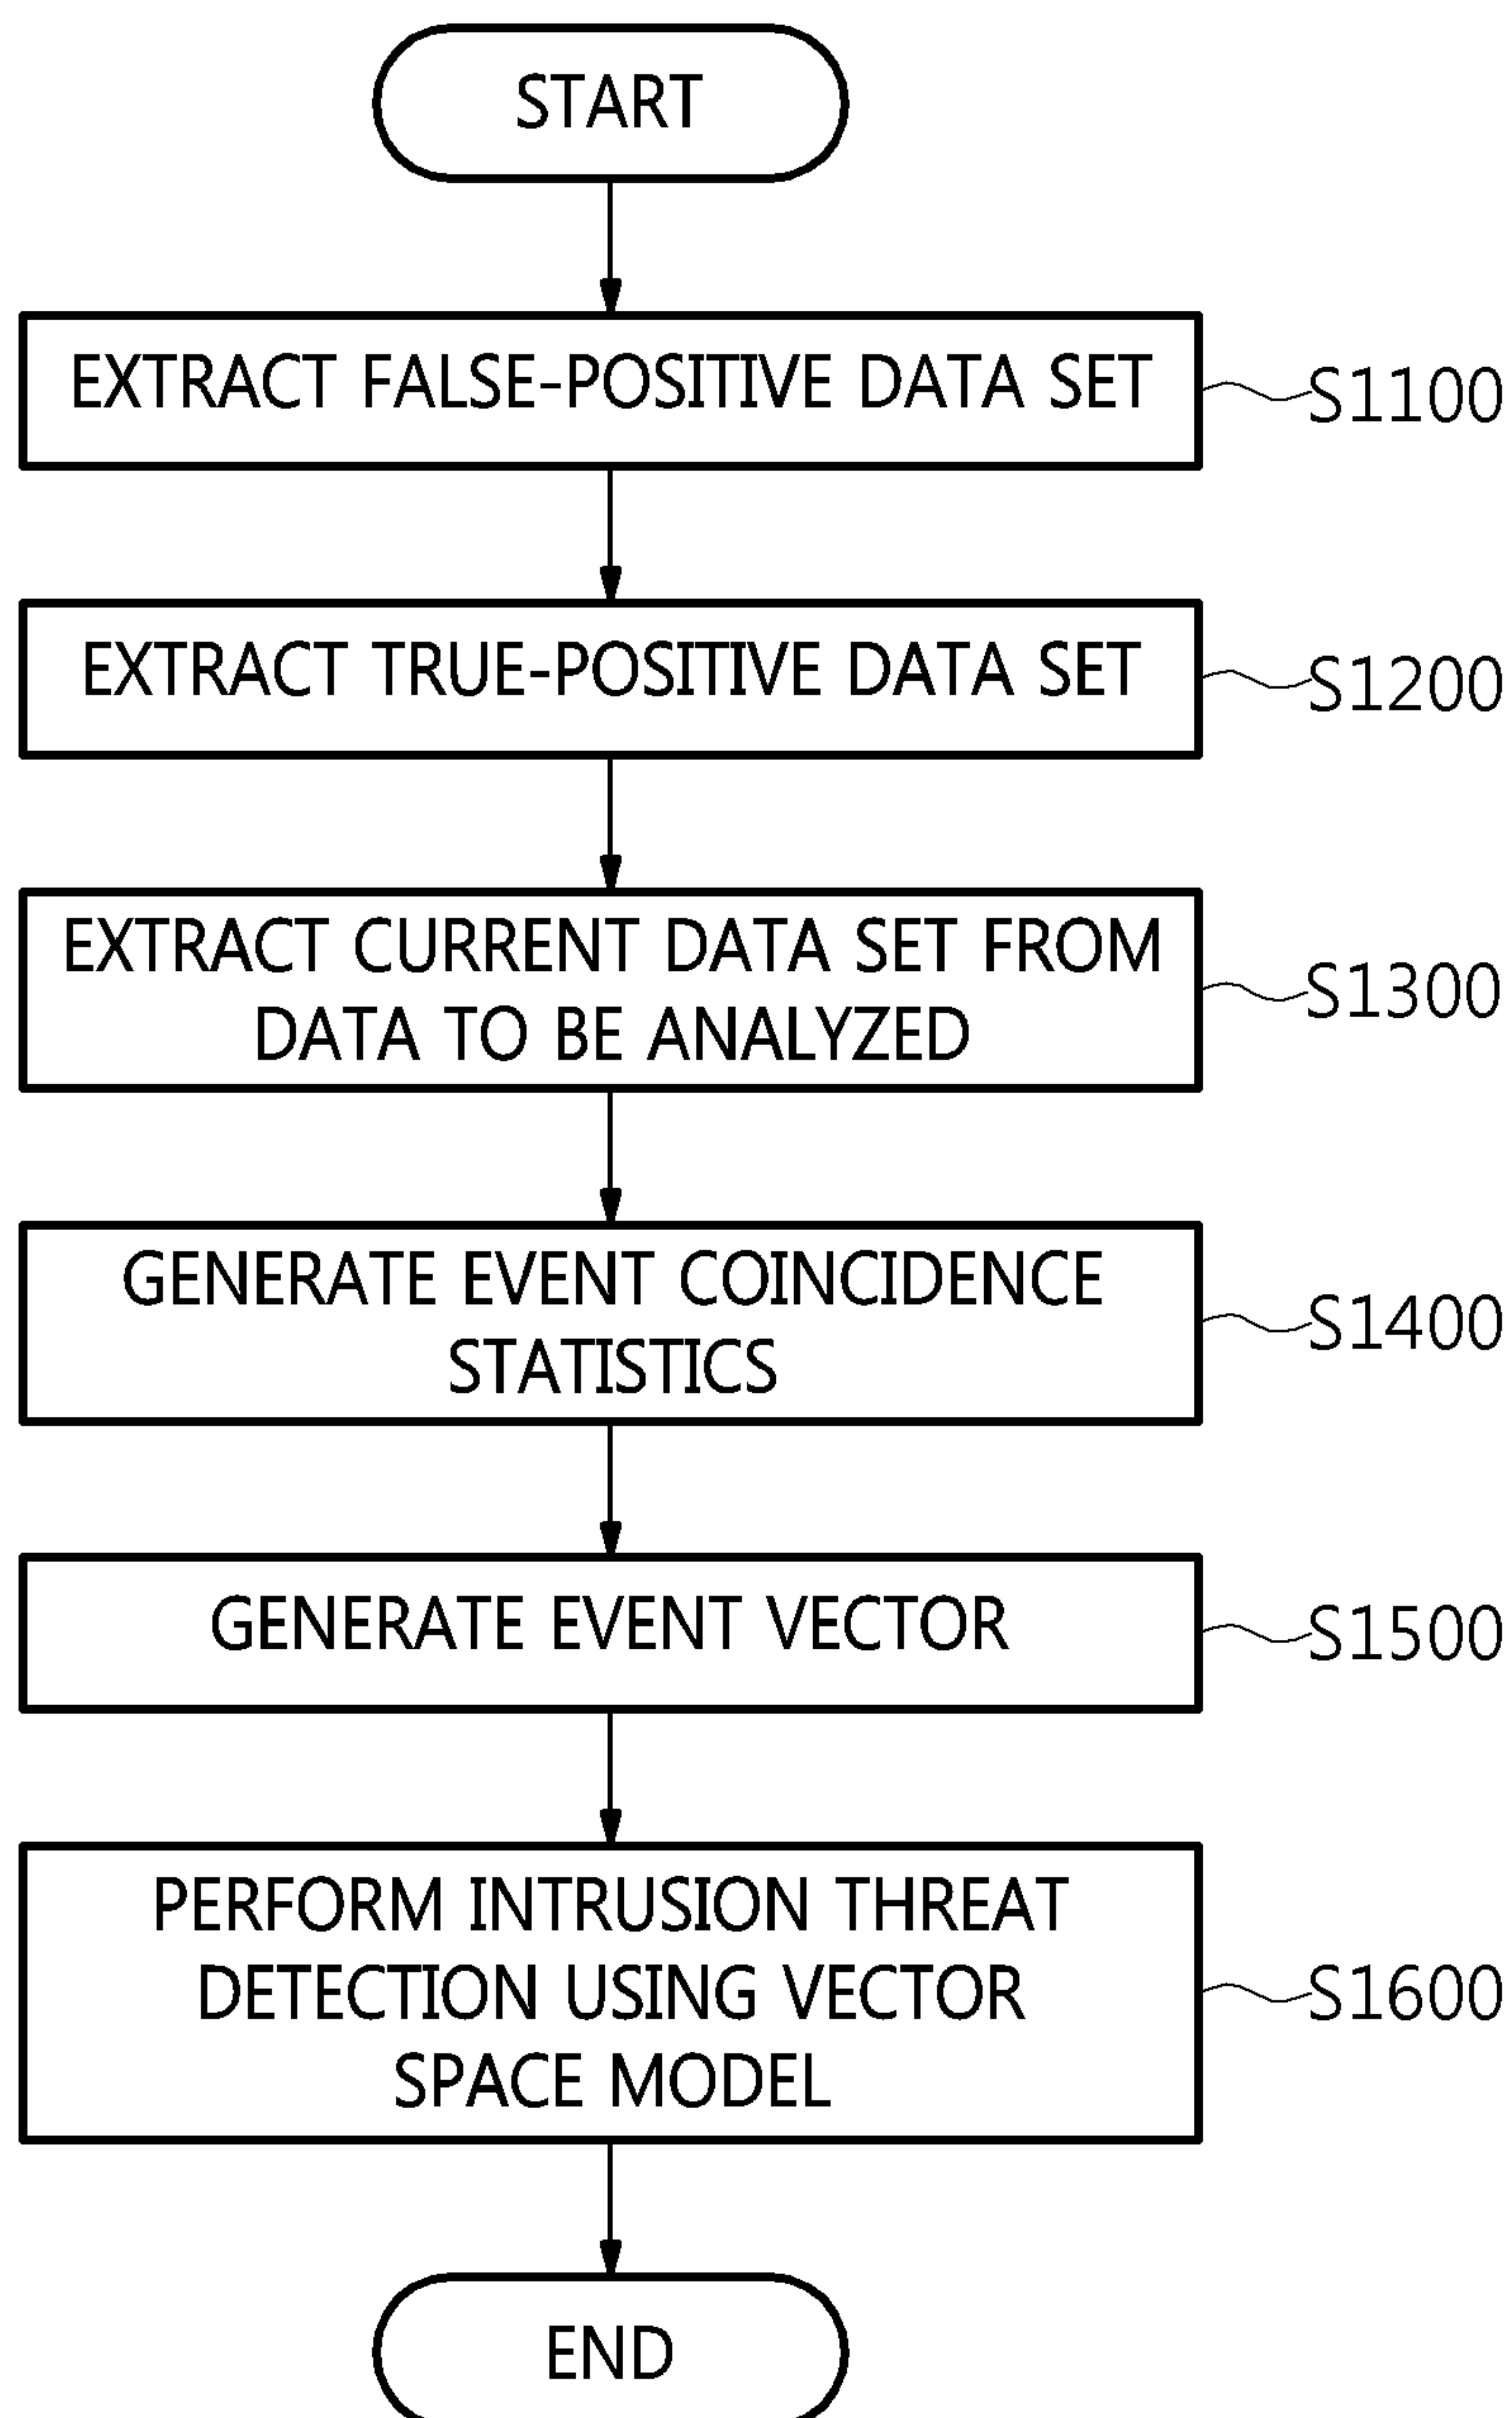 START
EXTRACT FALSE-POSITIVE DATA SET
S1100
EXTRACT TRUE-POSITIVE DATA SET
S1200
EXTRACT CURRENT DATA SET FROM
DATA TO BE ANALYZED
S1300
GENERATE EVENT COINCIDENCE
STATISTICS
S1400
GENERATE EVENT VECTOR
S1500
PERFORM INTRUSION THREAT
DETECTION USING VECTOR
SPACE MODEL
S1600
END